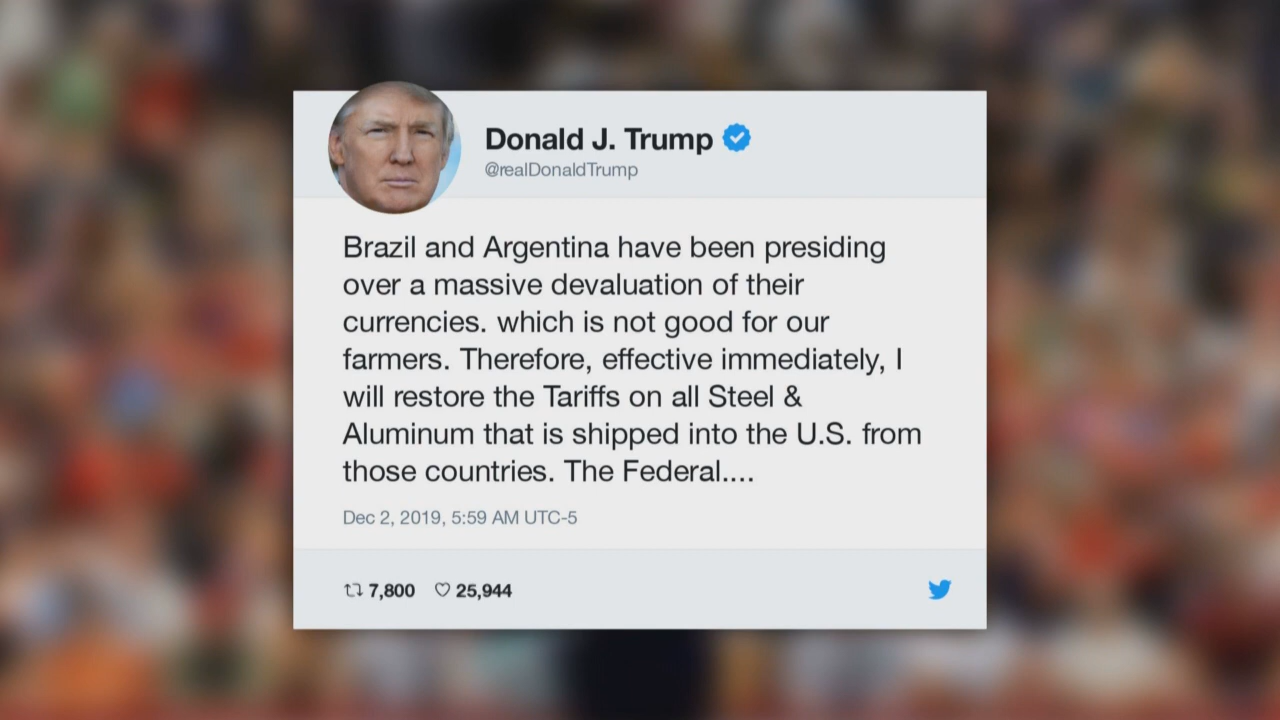 Donald J. Trump
@realDonaldTrump
Brazil and Argentina have been presiding
over a massive devaluation of their
currencies. which is not good for our
farmers. Therefore, effective immediately, I
will restore the Tariffs on all Steel &
Aluminum that is shipped into the U.S. from
those countries. The Federal....
Dec 2, 2019, 5:59 AM UTC-5
7,800 25,944